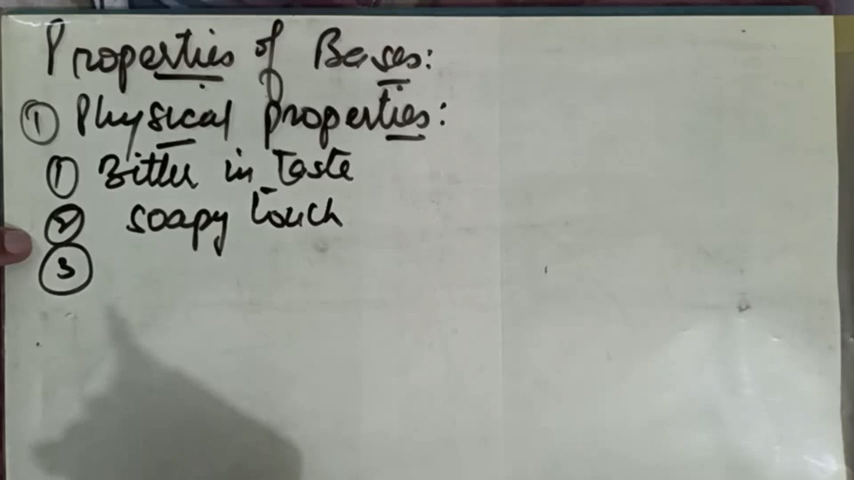 Properties of Bases:
① Physical properties:
① Bitter in taste
② soapy touch
③